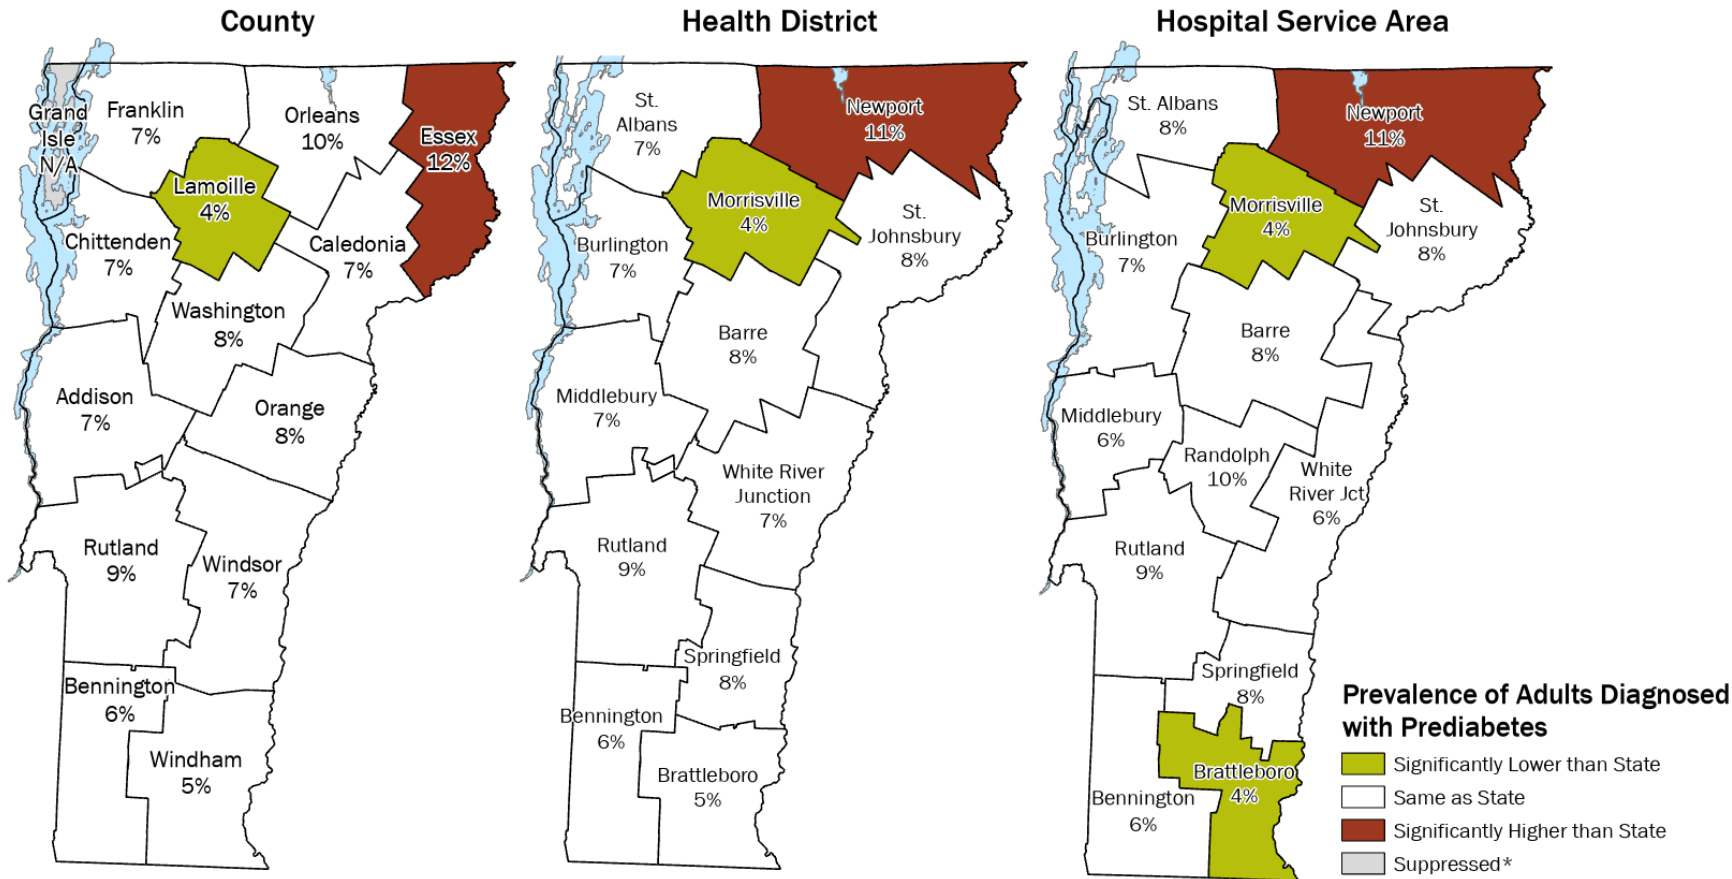 County
Grand
Isle
N/A
Franklin
7%
Orleans
10%
Essex
12%
Lamoille
4%
Chittenden
7%
Caledonia
7%
Washington
8%
Addison
7%
Orange
8%
Rutland
9%
Windsor
7%
Bennington
6%
Windham
5%
Health District
St.
Albans
7%
Newport
11%
Morrisville
4%
St.
Johnsbury
8%
Burlington
7%
Barre
8%
Middlebury
7%
White River
Junction
7%
Rutland
9%
Springfield
8%
Bennington
6%
Brattleboro
5%
Hospital Service Area
St. Albans
8%
Newport
11%
Morrisville
4%
St.
Johnsbury
8%
Burlington
7%
Barre
8%
Middlebury
6%
Randolph
10%
White
River Jct
6%
Rutland
9%
Springfield
8%
Brattleboro
4%
Bennington
6%
Prevalence of Adults Diagnosed
with Prediabetes
Significantly Lower than State
Same as State
Significantly Higher than State
Suppressed*